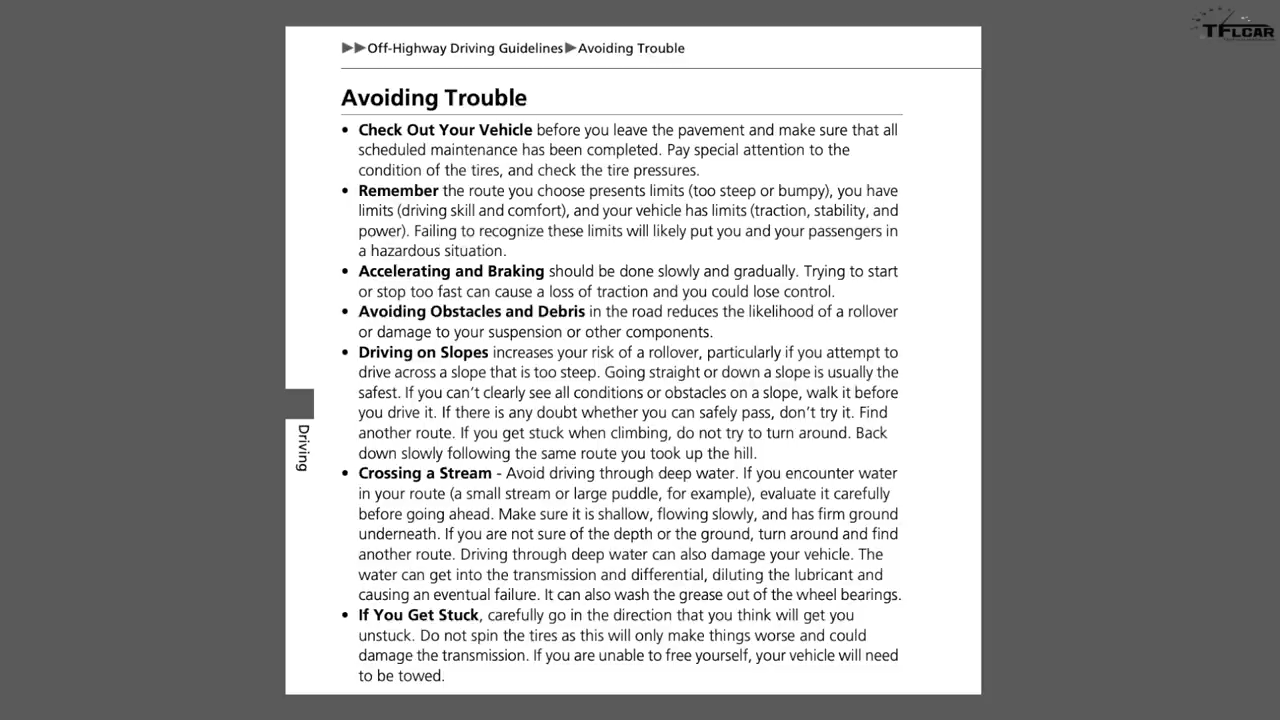 TFLCAR
▶▶Off-Highway Driving Guidelines▶Avoiding Trouble
Avoiding Trouble
• Check Out Your Vehicle before you leave the pavement and make sure that all
scheduled maintenance has been completed. Pay special attention to the
condition of the tires, and check the tire pressures.
• Remember the route you choose presents limits (too steep or bumpy), you have
limits (driving skill and comfort), and your vehicle has limits (traction, stability, and
power). Failing to recognize these limits will likely put you and your passengers in
a hazardous situation.
• Accelerating and Braking should be done slowly and gradually. Trying to start
or stop too fast can cause a loss of traction and you could lose control.
• Avoiding Obstacles and Debris in the road reduces the likelihood of a rollover
or damage to your suspension or other components.
• Driving on Slopes increases your risk of a rollover, particularly if you attempt to
drive across a slope that is too steep. Going straight or down a slope is usually the
safest. If you can't clearly see all conditions or obstacles on a slope, walk it before
you drive it. If there is any doubt whether you can safely pass, don't try it. Find
another route. If you get stuck when climbing, do not try to turn around. Back
down slowly following the same route you took up the hill.
• Crossing a Stream - Avoid driving through deep water. If you encounter water
in your route (a small stream or large puddle, for example), evaluate it carefully
before going ahead. Make sure it is shallow, flowing slowly, and has firm ground
underneath. If you are not sure of the depth or the ground, turn around and find
another route. Driving through deep water can also damage your vehicle. The
water can get into the transmission and differential, diluting the lubricant and
causing an eventual failure. It can also wash the grease out of the wheel bearings.
• If You Get Stuck, carefully go in the direction that you think will get you
unstuck. Do not spin the tires as this will only make things worse and could
damage the transmission. If you are unable to free yourself, your vehicle will need
to be towed.
Driving